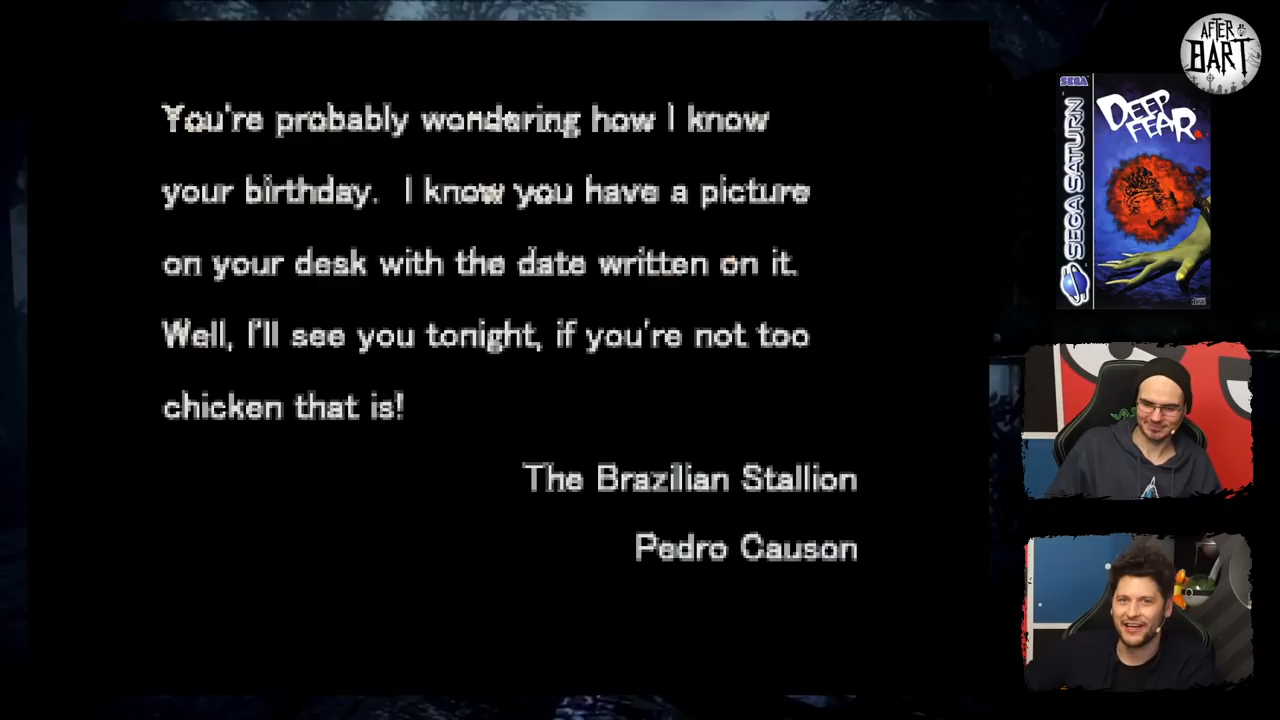 You're probably wondering how I know
your birthday.  I know you have a picture
on your desk with the date written on it.
Well, I'll see you tonight, if you're not too
chicken that is!
The Brazilian Stallion
Pedro Causon
AFTER
DARK
SEGA
SEGA SATURN
DEEP
FEAR